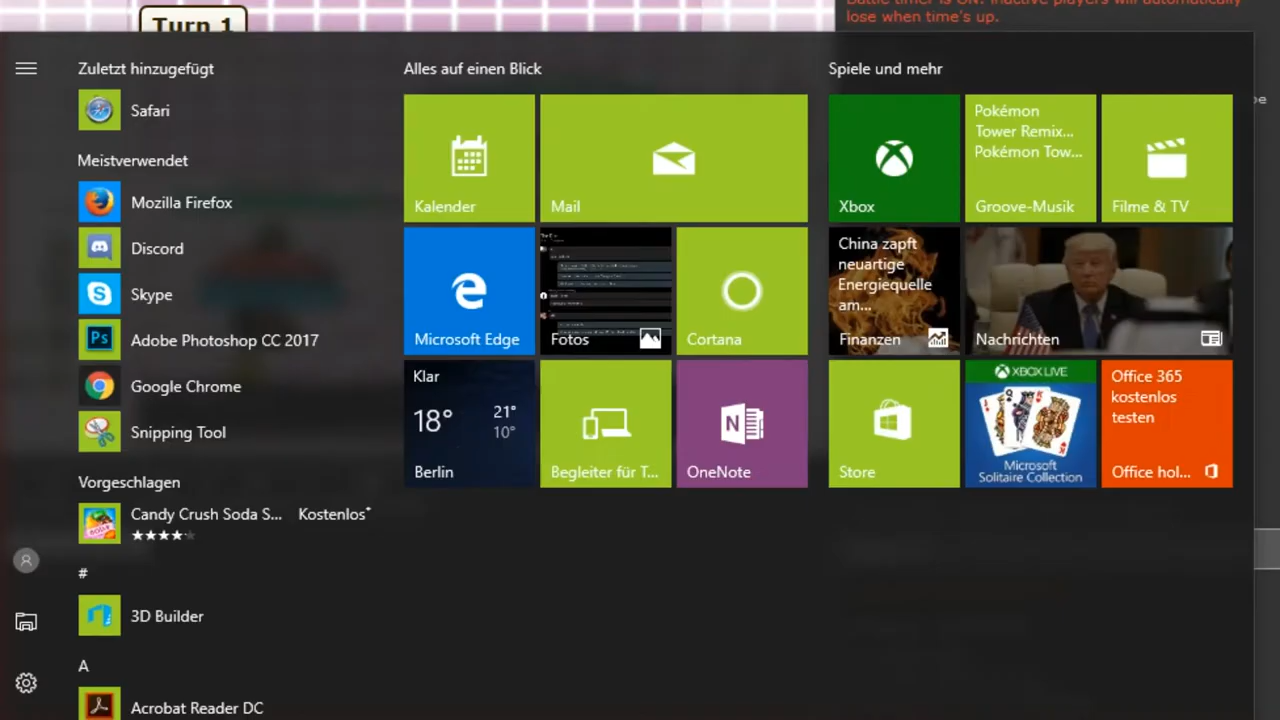 Turn 1
Battle timer is ON: inactive players will automatically
lose when time's up.
Zuletzt hinzugefügt
Safari
Meistverwendet
Mozilla Firefox
Discord
Skype
Ps
Adobe Photoshop CC 2017
Google Chrome
Snipping Tool
Vorgeschlagen
Candy Crush Soda S... Kostenlos*
#
3D Builder
A
Acrobat Reader DC
Alles auf einen Blick
Kalender
Mail
Microsoft Edge
Fotos
Cortana
Klar
18° 21°
10°
Berlin
Begleiter für T...
N
OneNote
Spiele und mehr
Xbox
Pokémon
Tower Remix...
Pokémon Tow...
Groove-Musik
Filme & TV
China zapft
neuartige
Energiequelle
am...
Finanzen
Nachrichten
Store
XBOX LIVE
Microsoft
Solitaire Collection
Office 365
kostenlos
testen
Office hol...